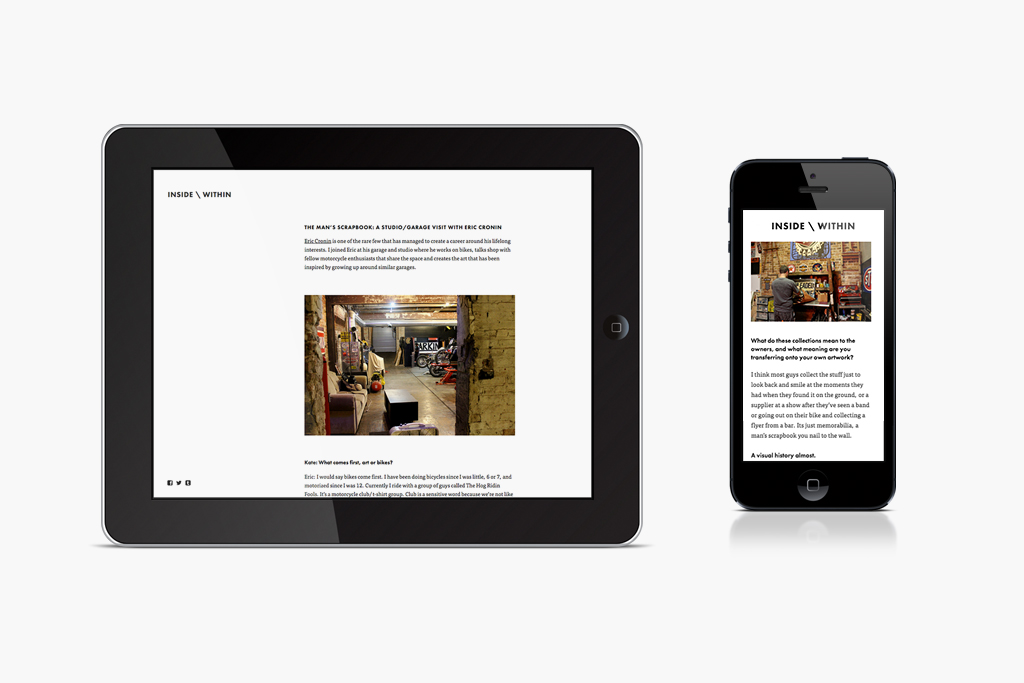 INSIDE \ WITHIN
THE MAN'S SCRAPBOOK: A STUDIO/GARAGE VISIT WITH ERIC CRONIN
Eric Cronin is one of the rare few that has managed to create a career around his lifelong
interests. I joined Eric at his garage and studio where he works on bikes, talks shop with
fellow motorcycle enthusiasts that share the space and creates the art that has been
inspired by growing up around similar garages.
PARKING
Kate: What comes first, art or bikes?
Eric: I would say bikes come first. I have been doing bicycles since I was little, 6 or 7, and
motorized since I was 12. Currently I ride with a group of guys called The Hog Ridin
Fools. It's a motorcycle club/t-shirt group. Club is a sensitive word because we're not like
INSIDE \ WITHIN
What do these collections mean to the
owners, and what meaning are you
transferring onto your own artwork?
I think most guys collect the stuff just to
look back and smile at the moments they
had when they found it on the ground, or a
supplier at a show after they've seen a band
or going out on their bike and collecting a
flyer from a bar. Its just memorabilia, a
man's scrapbook you nail to the wall.
A visual history almost.